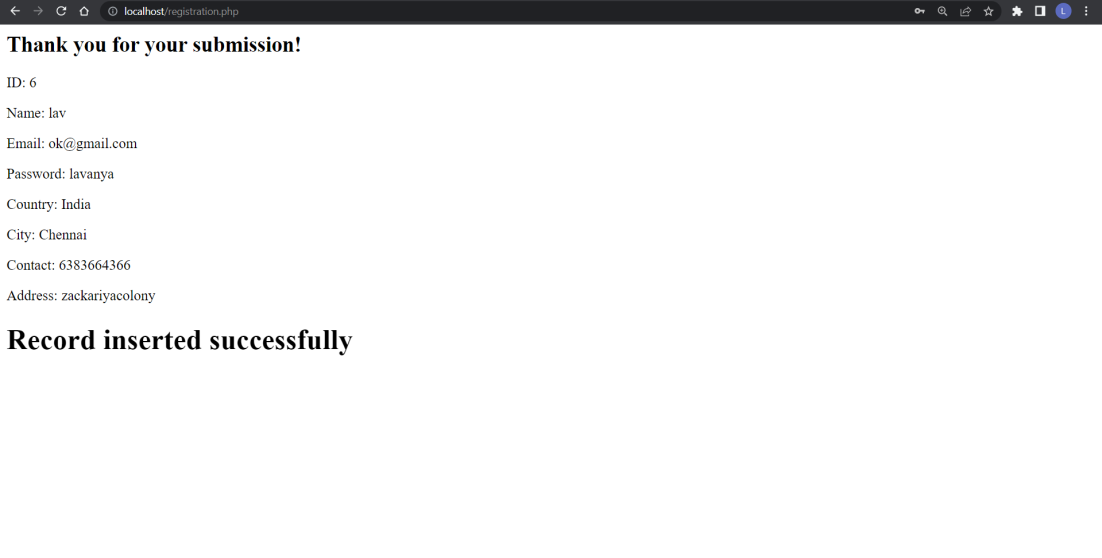 localhost/registration.php
L
Thank you for your submission!
ID: 6
Name: lav
Email: ok@gmail.com
Password: lavanya
Country: India
City: Chennai
Contact: 6383664366
Address: zackariyacolony
Record inserted successfully